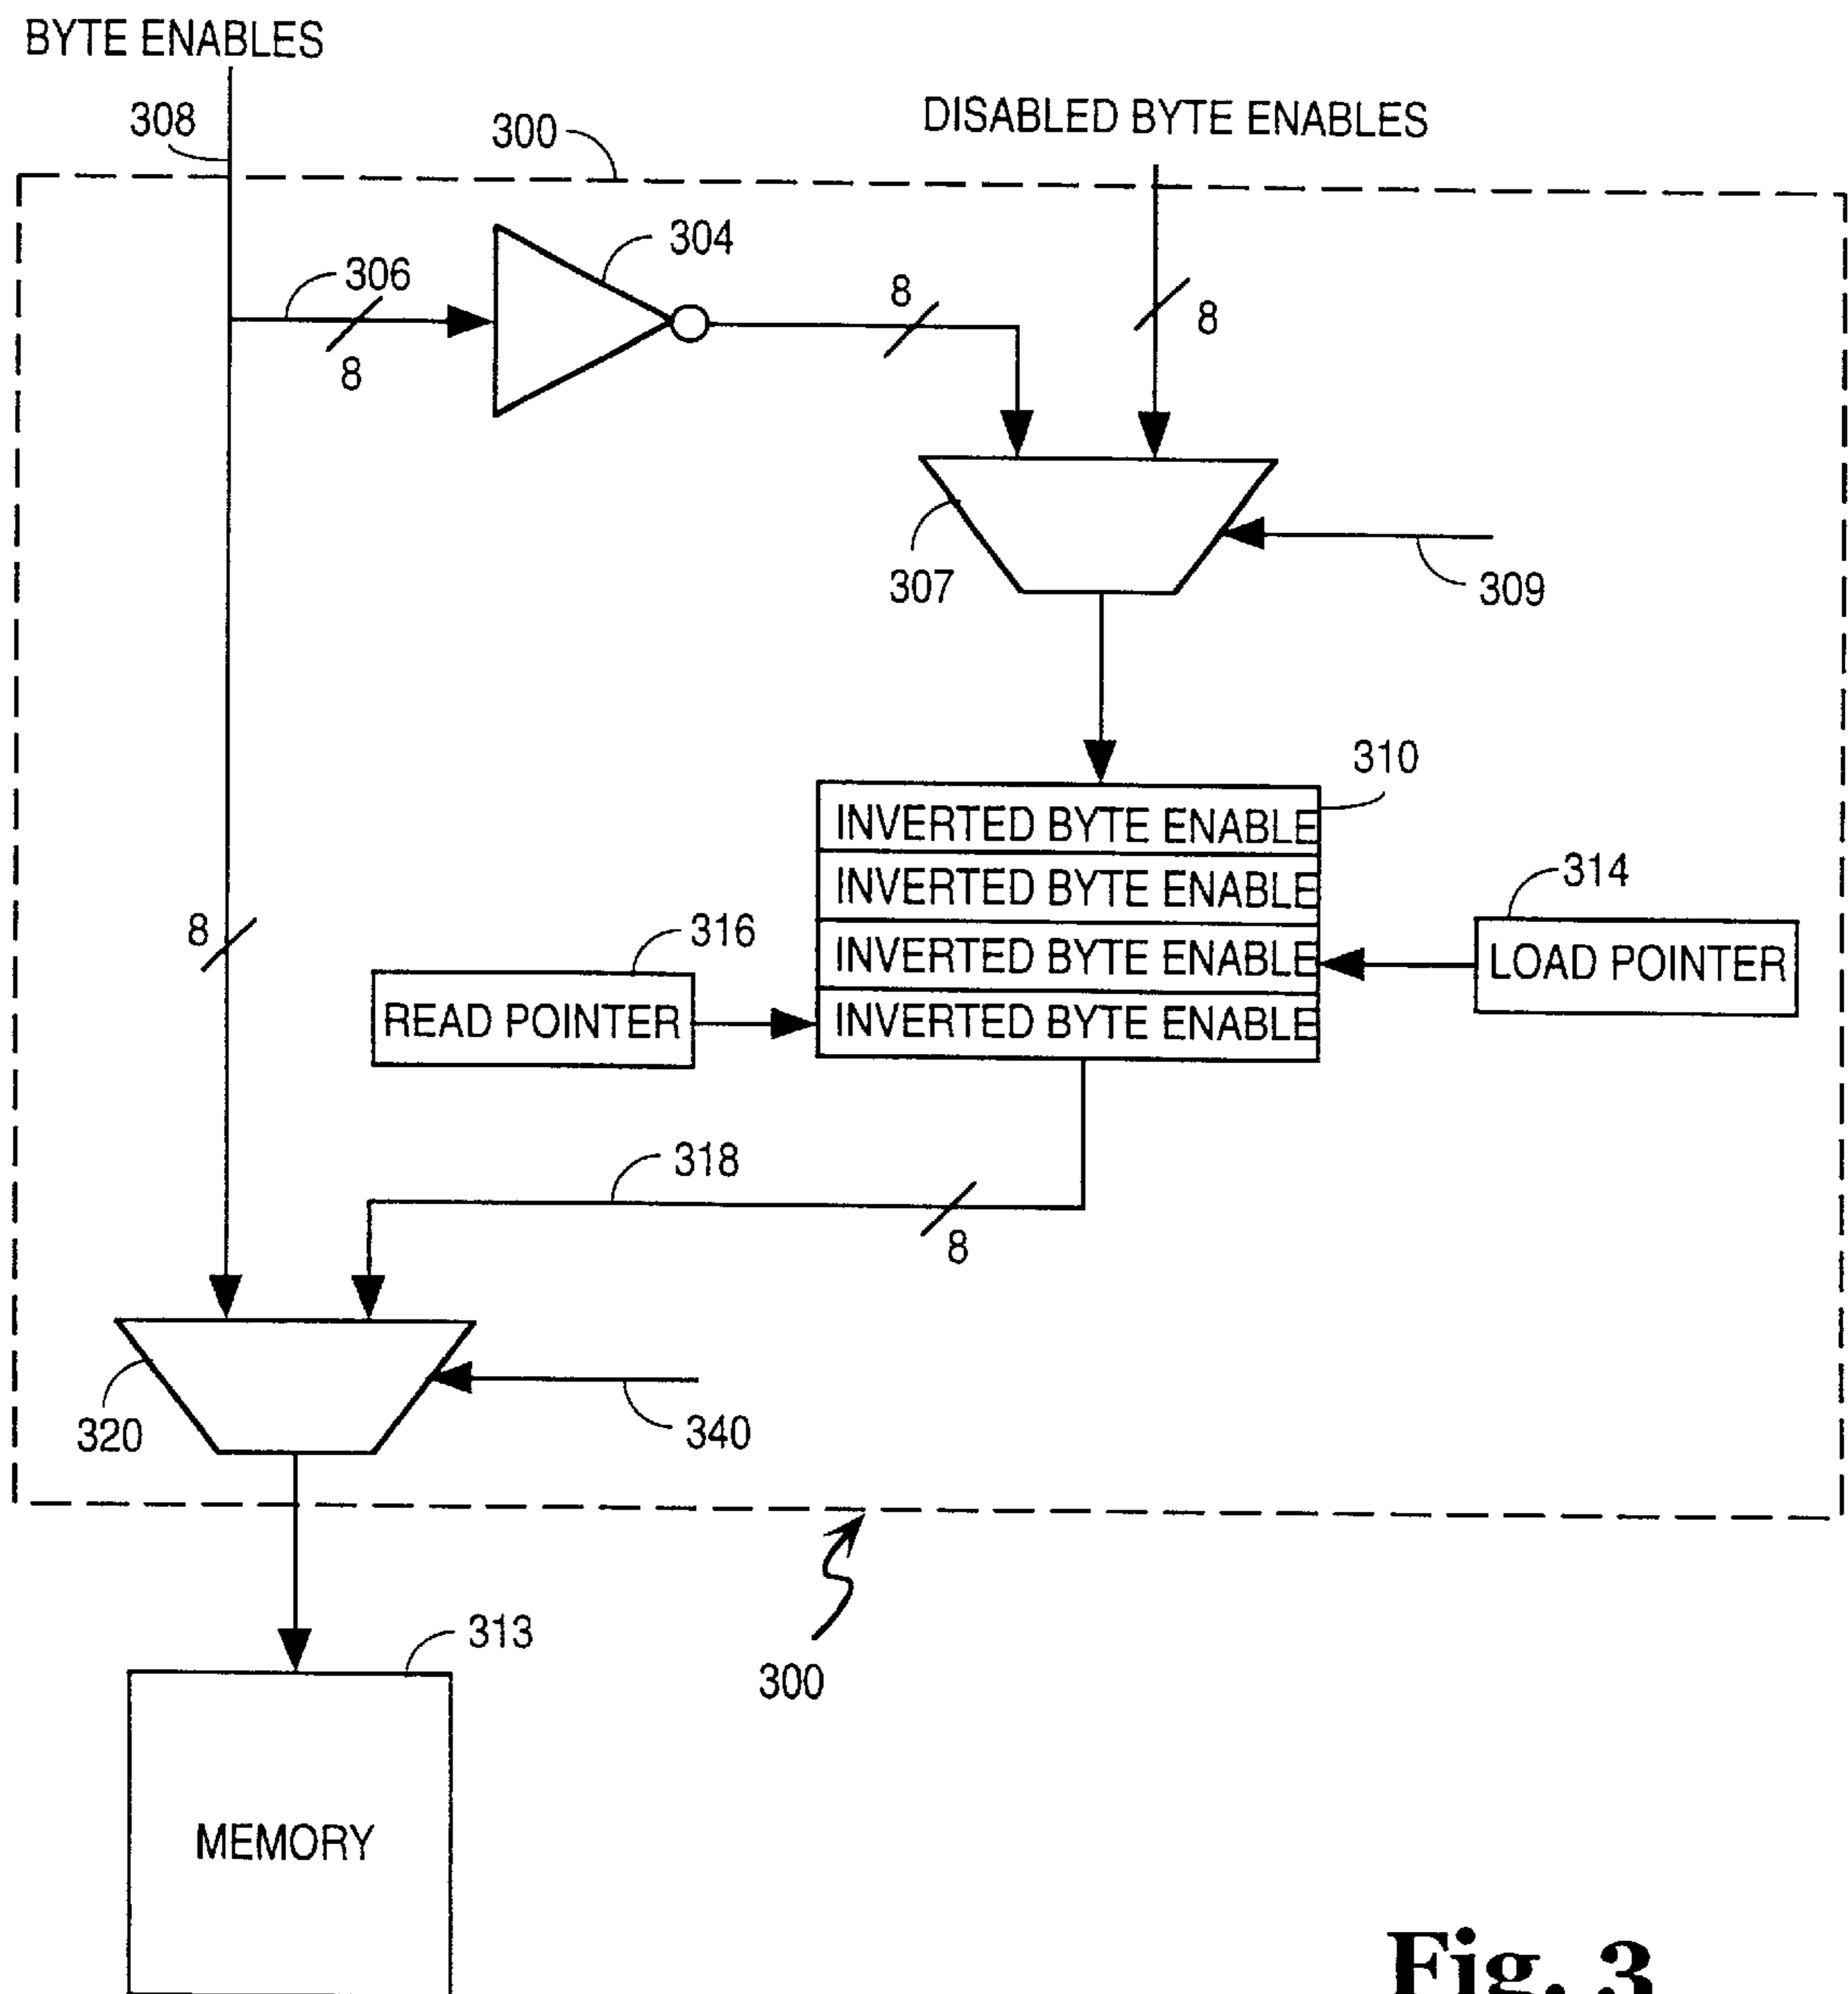 BYTE ENABLES
308
300
DISABLED BYTE ENABLES
304
306
8
8
8
307
309
310
INVERTED BYTE ENABLE
INVERTED BYTE ENABLE
INVERTED BYTE ENABLE
INVERTED BYTE ENABLE
314
LOAD POINTER
8
316
READ POINTER
318
8
320
340
300
313
MEMORY
Fig. 3